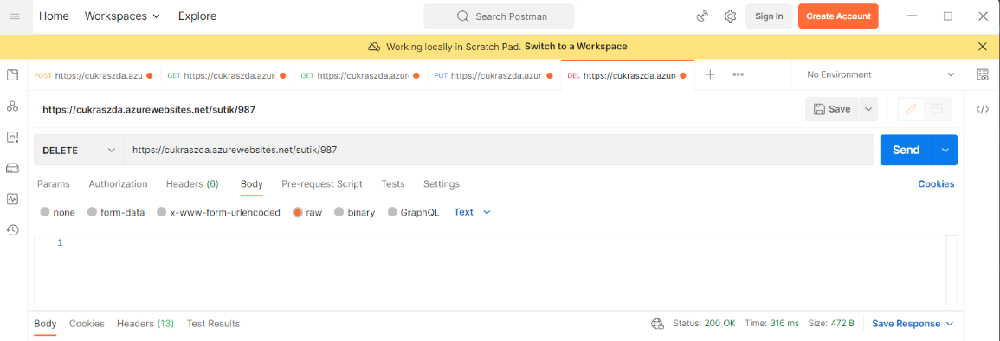 Home Workspaces Explore Search Postman Sign In Create Account
Working locally in Scratch Pad. Switch to a Workspace
POST https://cukraszda.azu GET https://cukraszda.azure GET https://cukraszda.azure PUT https://cukraszda.azure DEL https://cukraszda.azure No Environment
https://cukraszda.azurewebsites.net/sutik/987 Save
DELETE https://cukraszda.azurewebsites.net/sutik/987 Send
Params Authorization Headers (6) Body Pre-request Script Tests Settings Cookies
none form-data x-www-form-urlencoded raw binary GraphQL Text
1
Body Cookies Headers (13) Test Results Status: 200 OK Time: 316 ms Size: 472 B Save Response